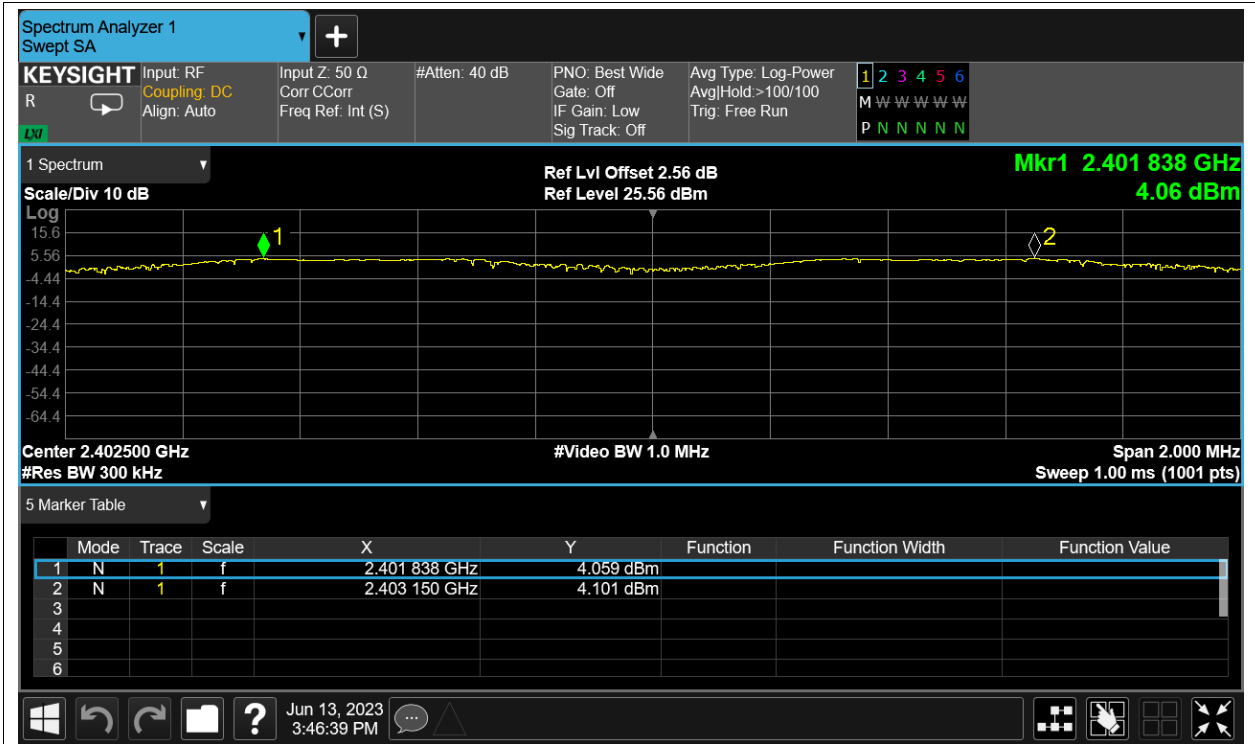 Spectrum Analyzer 1
Swept SA
KEYSIGHT
R
LXI
Input: RF
Coupling: DC
Align: Auto
Input Z: 50 Ω
Corr CCorr
Freq Ref: Int (S)
#Atten: 40 dB
PNO: Best Wide
Gate: Off
IF Gain: Low
Sig Track: Off
Avg Type: Log-Power
Avg|Hold:>100/100
Trig: Free Run
1 2 3 4 5 6
M W W W W W
P N N N N N
1 Spectrum
Scale/Div 10 dB
Ref Lvl Offset 2.56 dB
Ref Level 25.56 dBm
Mkr1 2.401 838 GHz
4.06 dBm
Log
15.6
5.56
-4.44
-14.4
-24.4
-34.4
-44.4
-54.4
-64.4
1
2
Center 2.402500 GHz
#Res BW 300 kHz
#Video BW 1.0 MHz
Span 2.000 MHz
Sweep 1.00 ms (1001 pts)
5 Marker Table
Mode Trace Scale X Y Function Function Width Function Value
1 N 1 f 2.401 838 GHz 4.059 dBm
2 N 1 f 2.403 150 GHz 4.101 dBm
3
4
5
6
?
Jun 13, 2023
3:46:39 PM